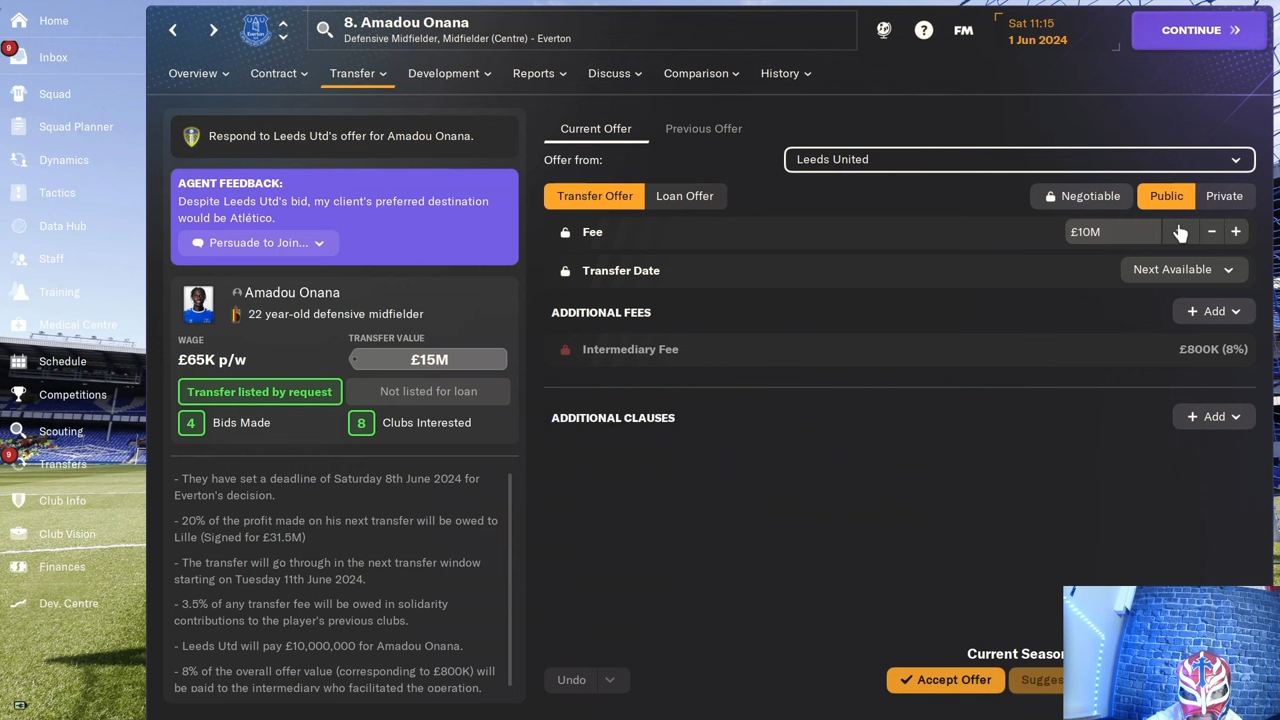 Home
9
Inbox
Squad
Squad Planner
Dynamics
Tactics
Data Hub
Staff
Training
Medical Centre
Schedule
Competitions
Scouting
9
Transfers
Club Info
Club Vision
Finances
Dev. Centre
Everton
8. Amadou Onana
Defensive Midfielder, Midfielder (Centre) - Everton
?
FM
Sat 11:15
1 Jun 2024
CONTINUE
Overview
Contract
Transfer
Development
Reports
Discuss
Comparison
History
Respond to Leeds Utd's offer for Amadou Onana.
AGENT FEEDBACK:
Despite Leeds Utd's bid, my client's preferred destination
would be Atlético.
Persuade to Join...
Amadou Onana
22 year-old defensive midfielder
WAGE
TRANSFER VALUE
£65K p/w
£15M
Transfer listed by request
Not listed for loan
4 Bids Made
8 Clubs Interested
- They have set a deadline of Saturday 8th June 2024 for
Everton's decision.
- 20% of the profit made on his next transfer will be owed to
Lille (Signed for £31.5M)
- The transfer will go through in the next transfer window
starting on Tuesday 11th June 2024.
- 3.5% of any transfer fee will be owed in solidarity
contributions to the player's previous clubs.
- Leeds Utd will pay £10,000,000 for Amadou Onana.
- 8% of the overall offer value (corresponding to £800K) will
be paid to the intermediary who facilitated the operation.
Current Offer
Previous Offer
Offer from:
Leeds United
Transfer Offer
Loan Offer
Negotiable
Public
Private
Fee
£10M
Transfer Date
Next Available
ADDITIONAL FEES
+ Add
Intermediary Fee
£800K (8%)
ADDITIONAL CLAUSES
+ Add
Undo
Current Seaso
Accept Offer
Sugges